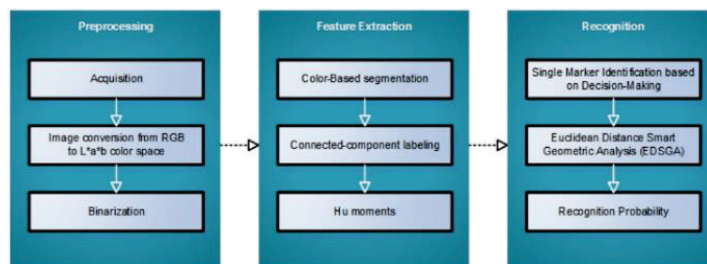 Preprocessing
Acquisition
Image conversion from RGB
to L*a*b color space
Binarization
Feature Extraction
Color-Based segmentation
Connected-component labeling
Hu moments
Recognition
Single Marker Identification based
on Decision-Making
Euclidean Distance Smart
Geometric Analysis (EDSGA)
Recognition Probability